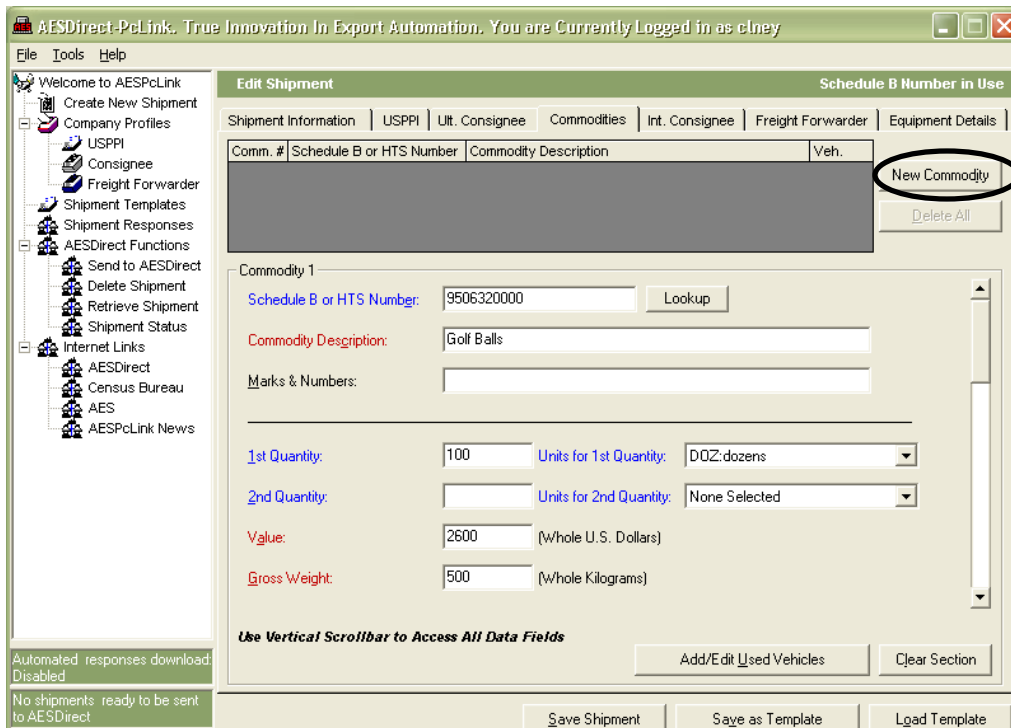 AESDirect-PcLink. True Innovation In Export Automation. You are Currently Logged in as clney
File Tools Help
Welcome to AESPcLink
Create New Shipment
Company Profiles
USPPI
Consignee
Freight Forwarder
Shipment Templates
Shipment Responses
AESDirect Functions
Send to AESDirect
Delete Shipment
Retrieve Shipment
Shipment Status
Internet Links
AESDirect
Census Bureau
AES
AESPcLink News
Automated responses download: Disabled
No shipments ready to be sent to AESDirect
Edit Shipment Schedule B Number in Use
Shipment Information USPPI Ult. Consignee Commodities Int. Consignee Freight Forwarder Equipment Details
Comm. # Schedule B or HTS Number Commodity Description Veh.
New Commodity
Delete All
Commodity 1
Schedule B or HTS Number: 9506320000 Lookup
Commodity Description: Golf Balls
Marks & Numbers:
1st Quantity: 100 Units for 1st Quantity: DOZ:dozens
2nd Quantity: Units for 2nd Quantity: None Selected
Value: 2600 (Whole U.S. Dollars)
Gross Weight: 500 (Whole Kilograms)
Use Vertical Scrollbar to Access All Data Fields
Add/Edit Used Vehicles Clear Section
Save Shipment Save as Template Load Template